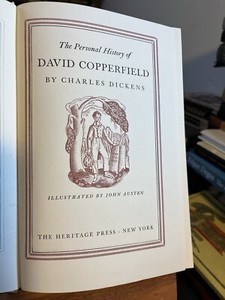 The Personal History of
DAVID COPPERFIELD
BY CHARLES DICKENS
ILLUSTRATED BY JOHN AUSTEN
THE HERITAGE PRESS · NEW YORK